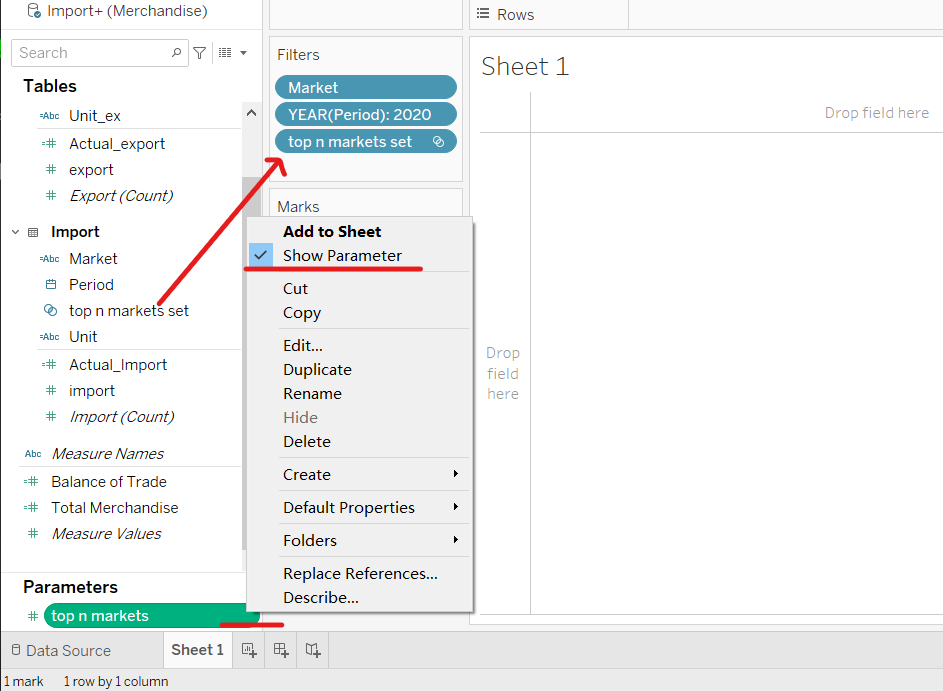 Import+ (Merchandise)
Search
Tables
Abc Unit_ex
Actual_export
export
Export (Count)
Import
Abc Market
Period
top n markets set
Abc Unit
Actual_Import
import
Import (Count)
Abc Measure Names
Balance of Trade
Total Merchandise
Measure Values
Parameters
top n markets
Filters
Market
YEAR(Period): 2020
top n markets set
Marks
Add to Sheet
Show Parameter
Cut
Copy
Edit...
Duplicate
Rename
Hide
Delete
Create
Default Properties
Folders
Replace References...
Describe...
Rows
Sheet 1
Drop field here
Drop
field
here
Data Source
Sheet 1
1 mark 1 row by 1 column